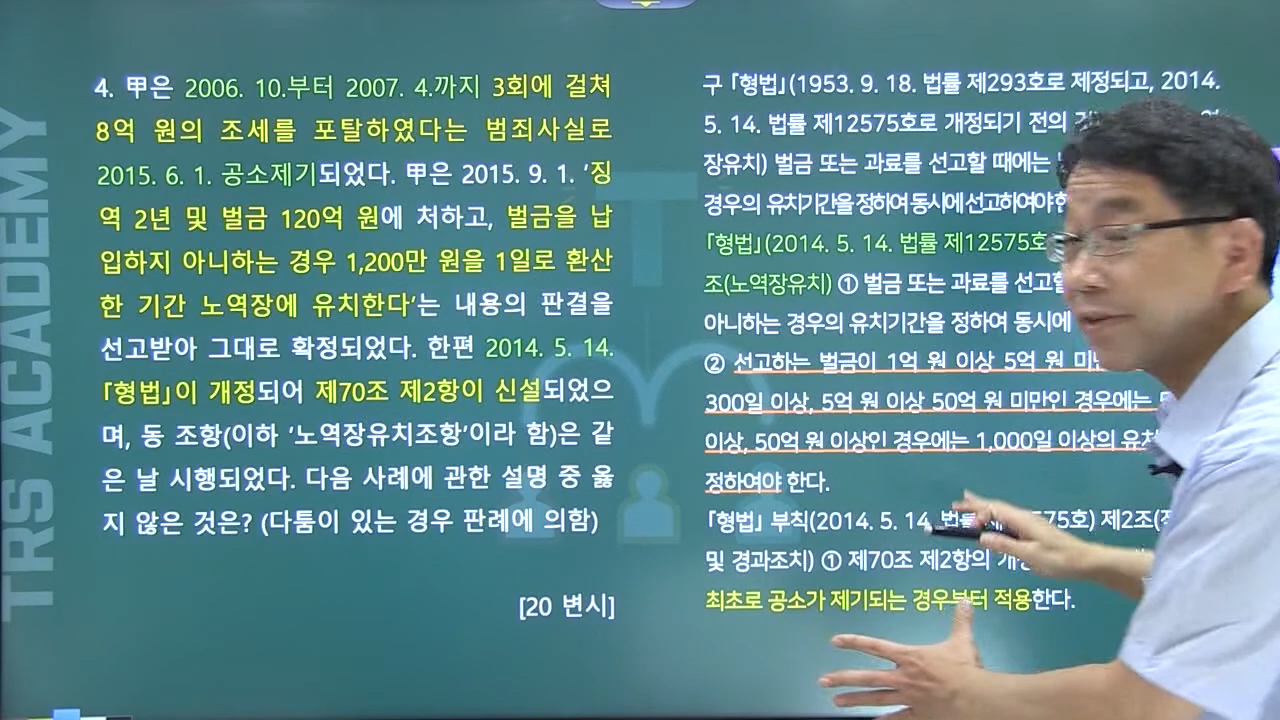 TRS ACADEMY
4. 甲은 2006. 10.부터 2007. 4.까지 3회에 걸쳐
8억 원의 조세를 포탈하였다는 범죄사실로
2015. 6. 1. 공소제기되었다. 甲은 2015. 9. 1. '징
역 2년 및 벌금 120억 원에 처하고, 벌금을 납
입하지 아니하는 경우 1,200만 원을 1일로 환산
한 기간 노역장에 유치한다'는 내용의 판결을
선고받아 그대로 확정되었다. 한편 2014. 5. 14.
「형법」이 개정되어 제70조 제2항이 신설되었으
며, 동 조항(이하 '노역장유치조항'이라 함)은 같
은 날 시행되었다. 다음 사례에 관한 설명 중 옳
지 않은 것은? (다툼이 있는 경우 판례에 의함)
[20 변시]
구 「형법」(1953. 9. 18. 법률 제293호로 제정되고, 2014.
5. 14. 법률 제12575호로 개정되기 전의
장유치) 벌금 또는 과료를 선고할 때에는
경우의 유치기간을 정하여 동시에 선고하여야
「형법」(2014. 5. 14. 법률 제12575호
조(노역장유치) ① 벌금 또는 과료를
아니하는 경우의 유치기간을 정하여 동시에
② 선고하는 벌금이 1억 원 이상 5억 원
300일 이상, 5억 원 이상 50억 원 미만인 경우에는
이상, 50억 원 이상인 경우에는 1,000일 이상의
정하여야 한다.
「형법」 부칙(2014. 5. 14. 제2조
및 경과조치) ① 제70조 제2항의
최초로 공소가 제기되는 경우부터 적용한다.